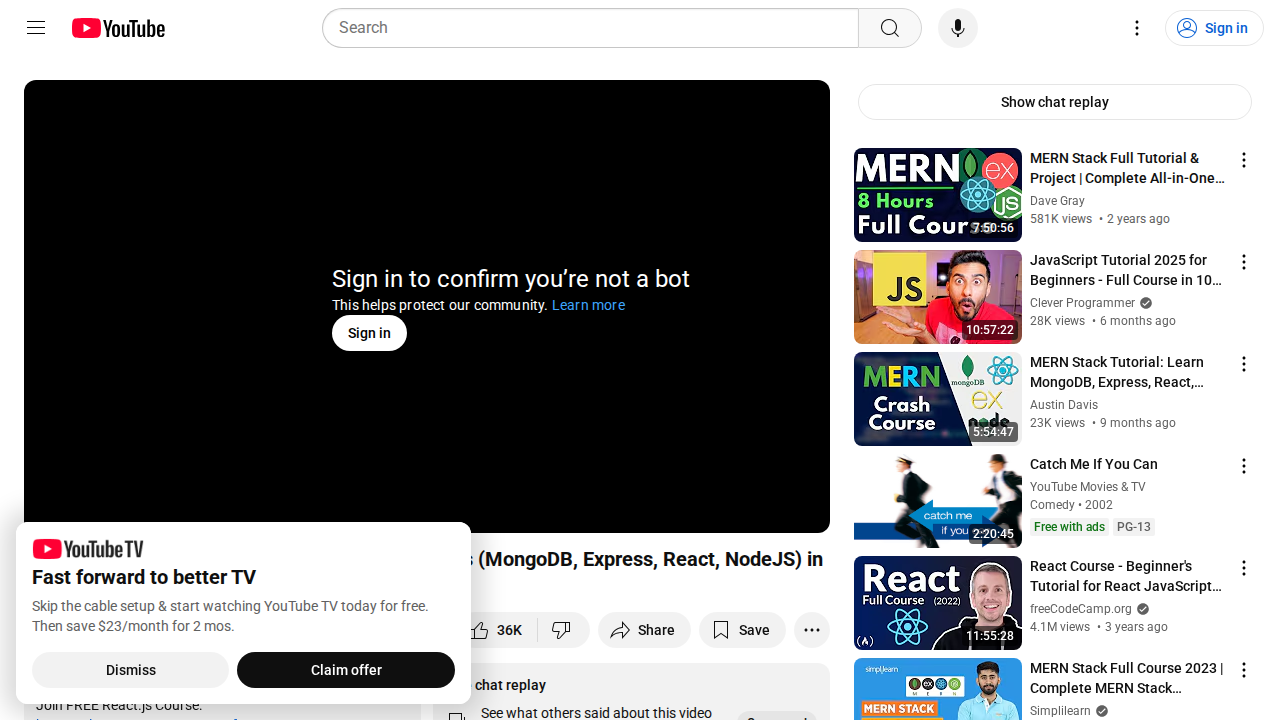 YouTube
Search
Sign in
Sign in to confirm you’re not a bot
This helps protect our community. Learn more
Sign in
Show chat replay
MERN
ex
8 Hours
JS
Full Course
7:50:56
MERN Stack Full Tutorial &
Project | Complete All-in-One...
Dave Gray
581K views • 2 years ago
JS
10:57:22
JavaScript Tutorial 2025 for
Beginners - Full Course in 10...
Clever Programmer
28K views • 6 months ago
MERN
mongoDB
Crash
Course
ex
node
5:54:47
MERN Stack Tutorial: Learn
MongoDB, Express, React,...
Austin Davis
23K views • 9 months ago
catch me
if you
2:20:45
Catch Me If You Can
YouTube Movies & TV
Comedy • 2002
Free with ads PG-13
React
Full Course (2022)
11:55:28
React Course - Beginner's
Tutorial for React JavaScript...
freeCodeCamp.org
4.1M views • 3 years ago
simplilearn
MERN
MERN STACK
MERN Stack Full Course 2023 |
Complete MERN Stack...
Simplilearn
(MongoDB, Express, React, NodeJS) in
36K
Share
Save
chat replay
See what others said about this video
YouTube TV
Fast forward to better TV
Skip the cable setup & start watching YouTube TV today for free.
Then save $23/month for 2 mos.
Dismiss
Claim offer
Join FREE React.js Course: